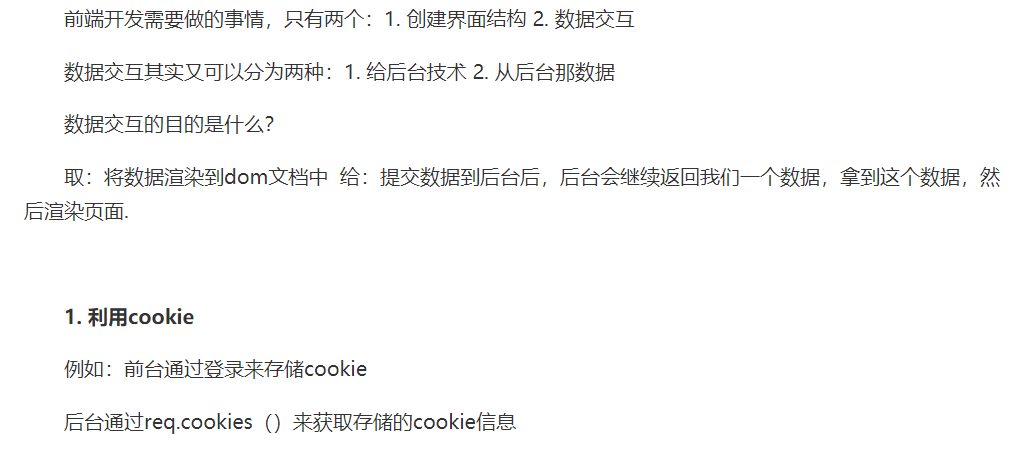 前端开发需要做的事情，只有两个：1. 创建界面结构 2. 数据交互
数据交互其实又可以分为两种：1. 给后台技术 2. 从后台那数据
数据交互的目的是什么？
取：将数据渲染到dom文档中  给：提交数据到后台后，后台会继续返回我们一个数据，拿到这个数据，然
后渲染页面.
1. 利用cookie
例如：前台通过登录来存储cookie
后台通过req.cookies（）来获取存储的cookie信息